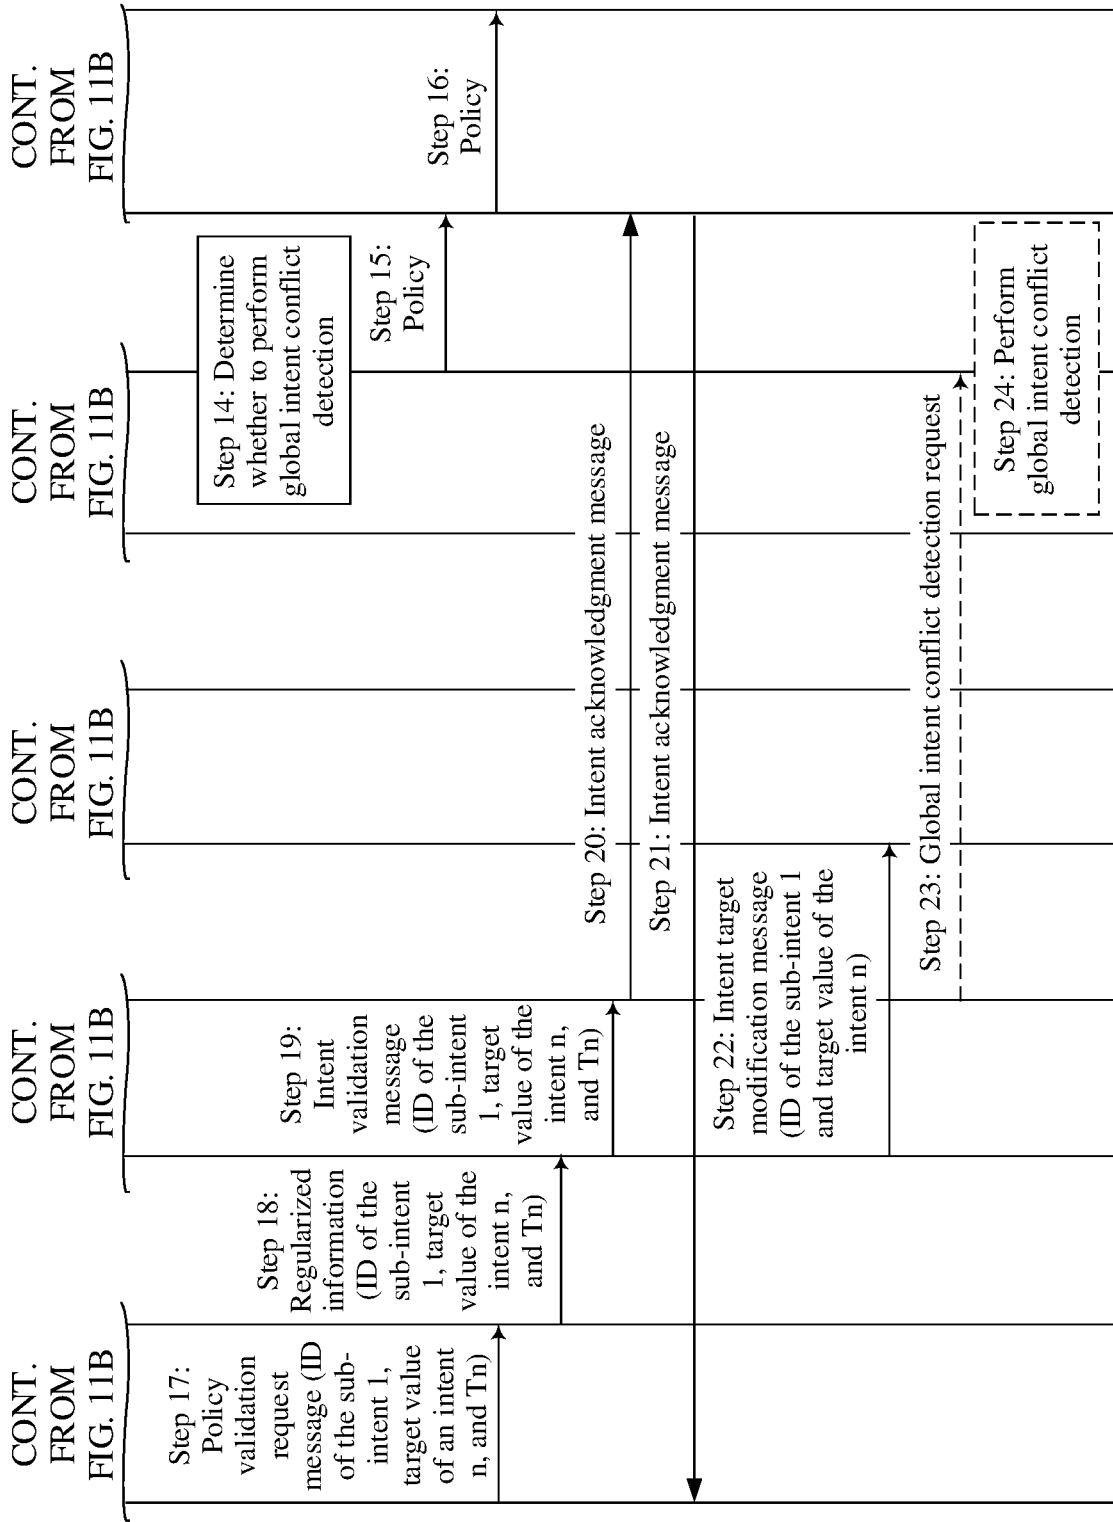 CONT.
FROM
FIG. 11B
CONT.
FROM
FIG. 11B
CONT.
FROM
FIG. 11B
CONT.
FROM
FIG. 11B
CONT.
FROM
FIG. 11B
Step 14: Determine
whether to perform
global intent conflict
detection
Step 15:
Policy
Step 16:
Policy
Step 17:
Policy
validation
request
message (ID
of the sub-
intent 1,
target value
of an intent
n, and Tn)
Step 18:
Regularized
information
(ID of the
sub-intent
1, target
value of the
intent n,
and Tn)
Step 19:
Intent
validation
message
(ID of the
sub-intent
1, target
value of the
intent n,
and Tn)
Step 20: Intent acknowledgment message
Step 21: Intent acknowledgment message
Step 22: Intent target
modification message
(ID of the sub-intent 1
and target value of the
intent n)
Step 23: Global intent conflict detection request
Step 24: Perform
global intent conflict
detection